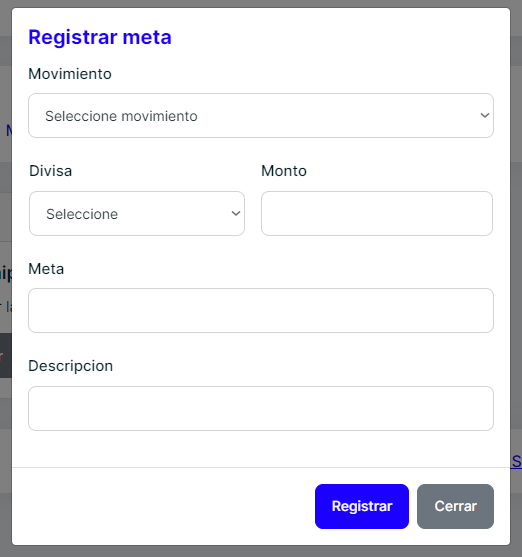 Registrar meta
Movimiento
Seleccione movimiento
Divisa Monto
Seleccione
Meta
Descripcion
Registrar Cerrar